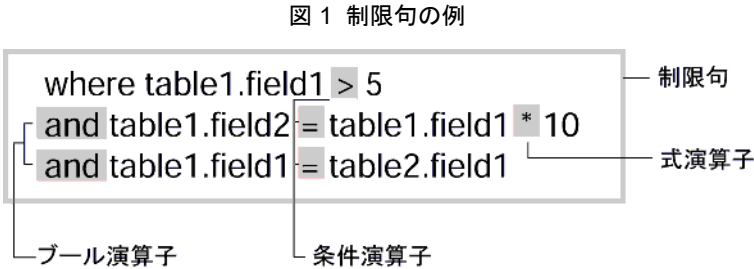 図 1 制限句の例
where table1.field1 > 5
制限句
and table1.field2 = table1.field1 * 10
and table1.field1 = table2.field1
式演算子
ブール演算子
条件演算子